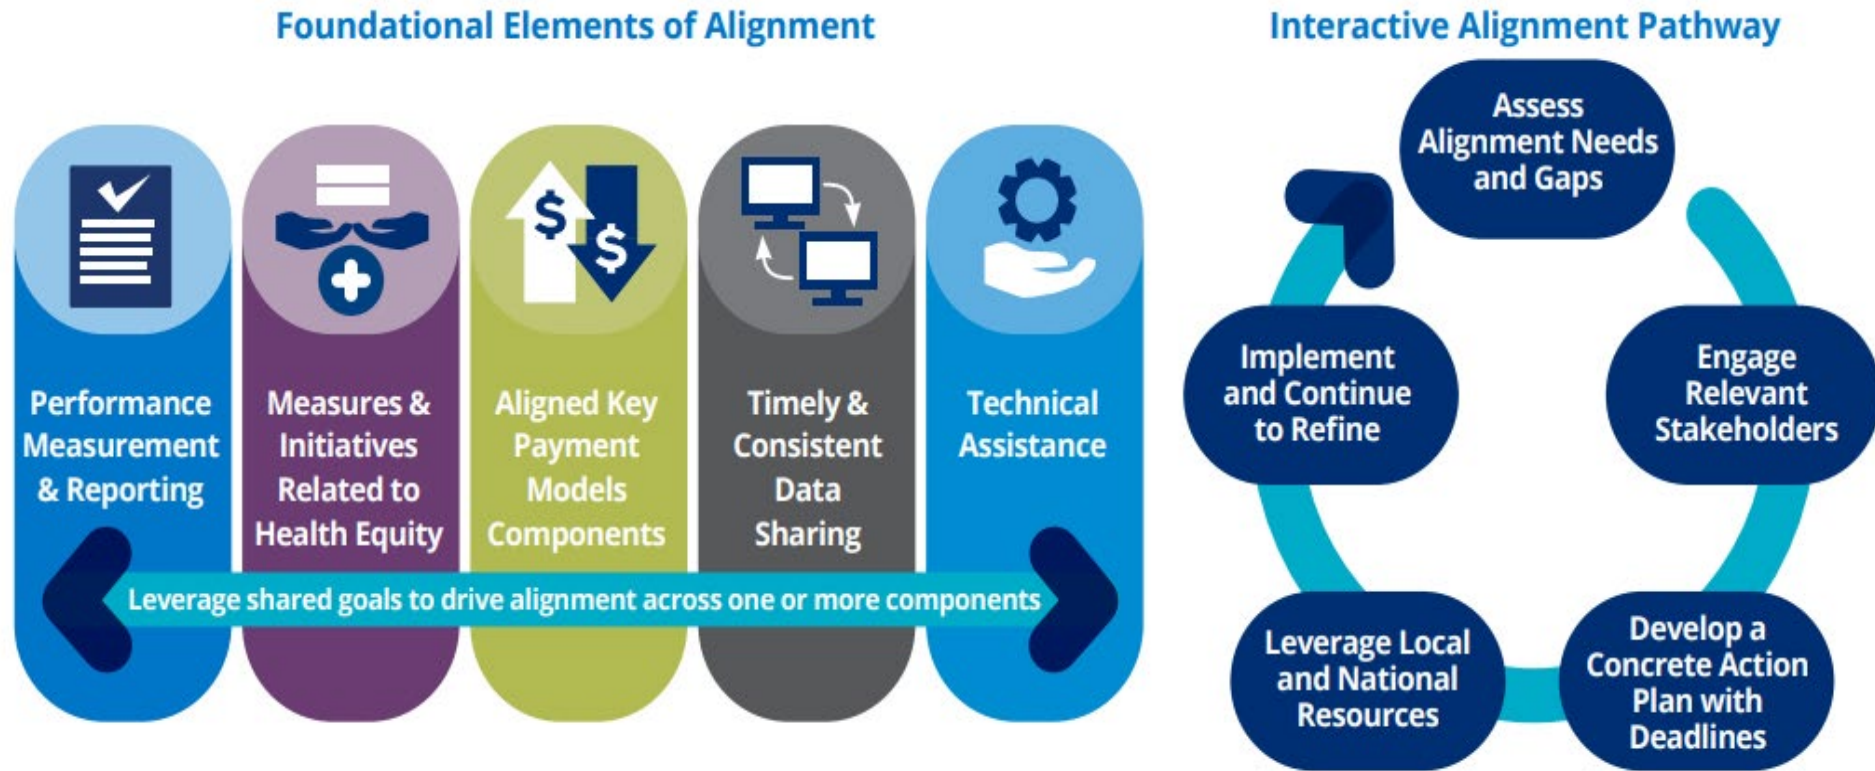 Foundational Elements of Alignment
Performance
Measurement
& Reporting
Measures &
Initiatives
Related to
Health Equity
$
$
Aligned Key
Payment
Models
Components
Timely &
Consistent
Data
Sharing
Technical
Assistance
Leverage shared goals to drive alignment across one or more components
Interactive Alignment Pathway
Assess
Alignment Needs
and Gaps
Engage
Relevant
Stakeholders
Develop a
Concrete Action
Plan with
Deadlines
Leverage Local
and National
Resources
Implement
and Continue
to Refine